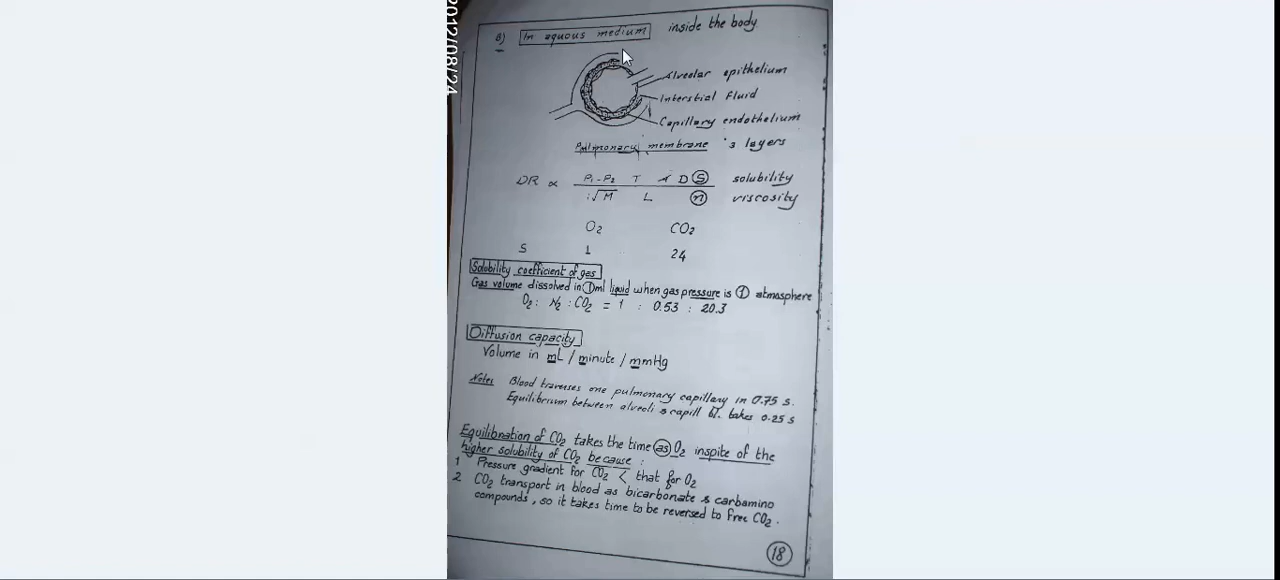 2012/08/24
B) In aquous medium inside the body
Alveolar epithelium
Interstial Fluid
Capillary endothelium
Pulmonary membrane 3 layers
DR ∝ P₁-P₂ T A D S solubility
√M L η viscosity
O₂ CO₂
S 1 24
Solubility coefficient of ges
Gas volume dissolved in 1 ml liquid when gas pressure is 1 atmosphere
O₂ : N₂ : CO₂ = 1 : 0.53 : 20.3
Diffusion capacity
Volume in mL / minute / mmHg
Notes Blood traverses one pulmonary capillary in 0.75 s.
Equilibrium between alveoli & capill bl. takes 0.25 s
Equilibration of CO₂ takes the time as O₂ inspite of the
higher solubility of CO₂ because :
1 Pressure gradient for CO₂ < that for O₂
2 CO₂ transport in blood as bicarbonate & carbamino
compounds, so it takes time to be reversed to free CO₂.
18